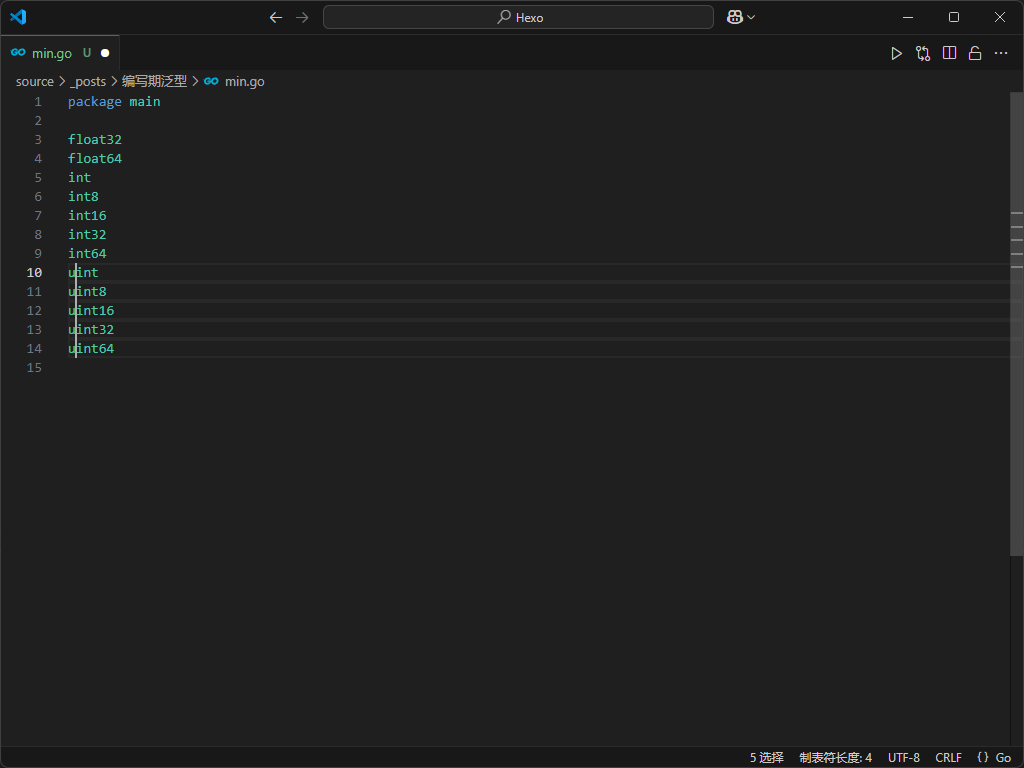 Hexo
min.go U
source > _posts > 编写期泛型 > min.go
1 package main
2
3 float32
4 float64
5 int
6 int8
7 int16
8 int32
9 int64
10 uint
11 uint8
12 uint16
13 uint32
14 uint64
15
5 选择 制表符长度: 4 UTF-8 CRLF {} Go